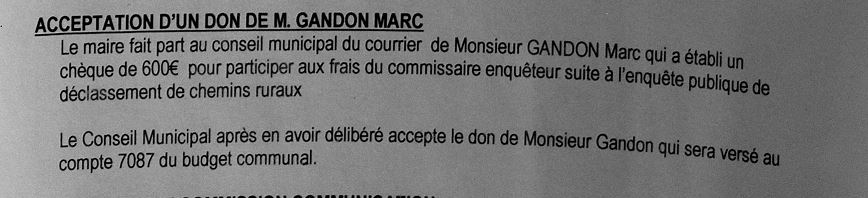 ACCEPTATION D'UN DON DE M. GANDON MARC
Le maire fait part au conseil municipal du courrier de Monsieur GANDON Marc qui a établi un
chèque de 600€ pour participer aux frais du commissaire enquêteur suite à l'enquête publique de
déclassement de chemins ruraux
Le Conseil Municipal après en avoir délibéré accepte le don de Monsieur Gandon qui sera versé au
compte 7087 du budget communal.
COMMISSION COMMUNICATION